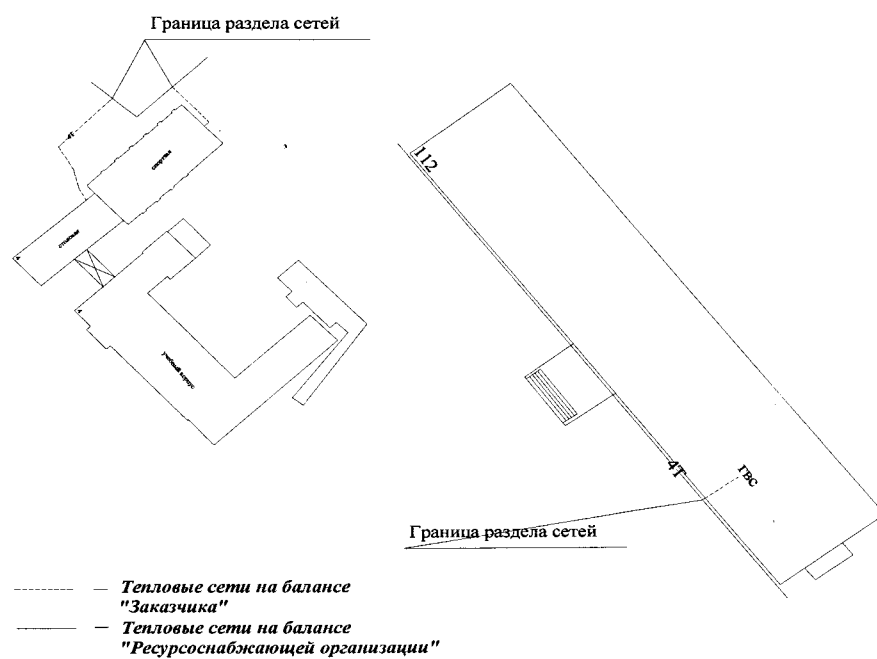 Граница раздела сетей
4Т
спортзал
столовая
учебный корпус
112
4Т
ГВС
Граница раздела сетей
Тепловые сети на балансе
"Заказчика"
Тепловые сети на балансе
"Ресурсоснабжающей организации"